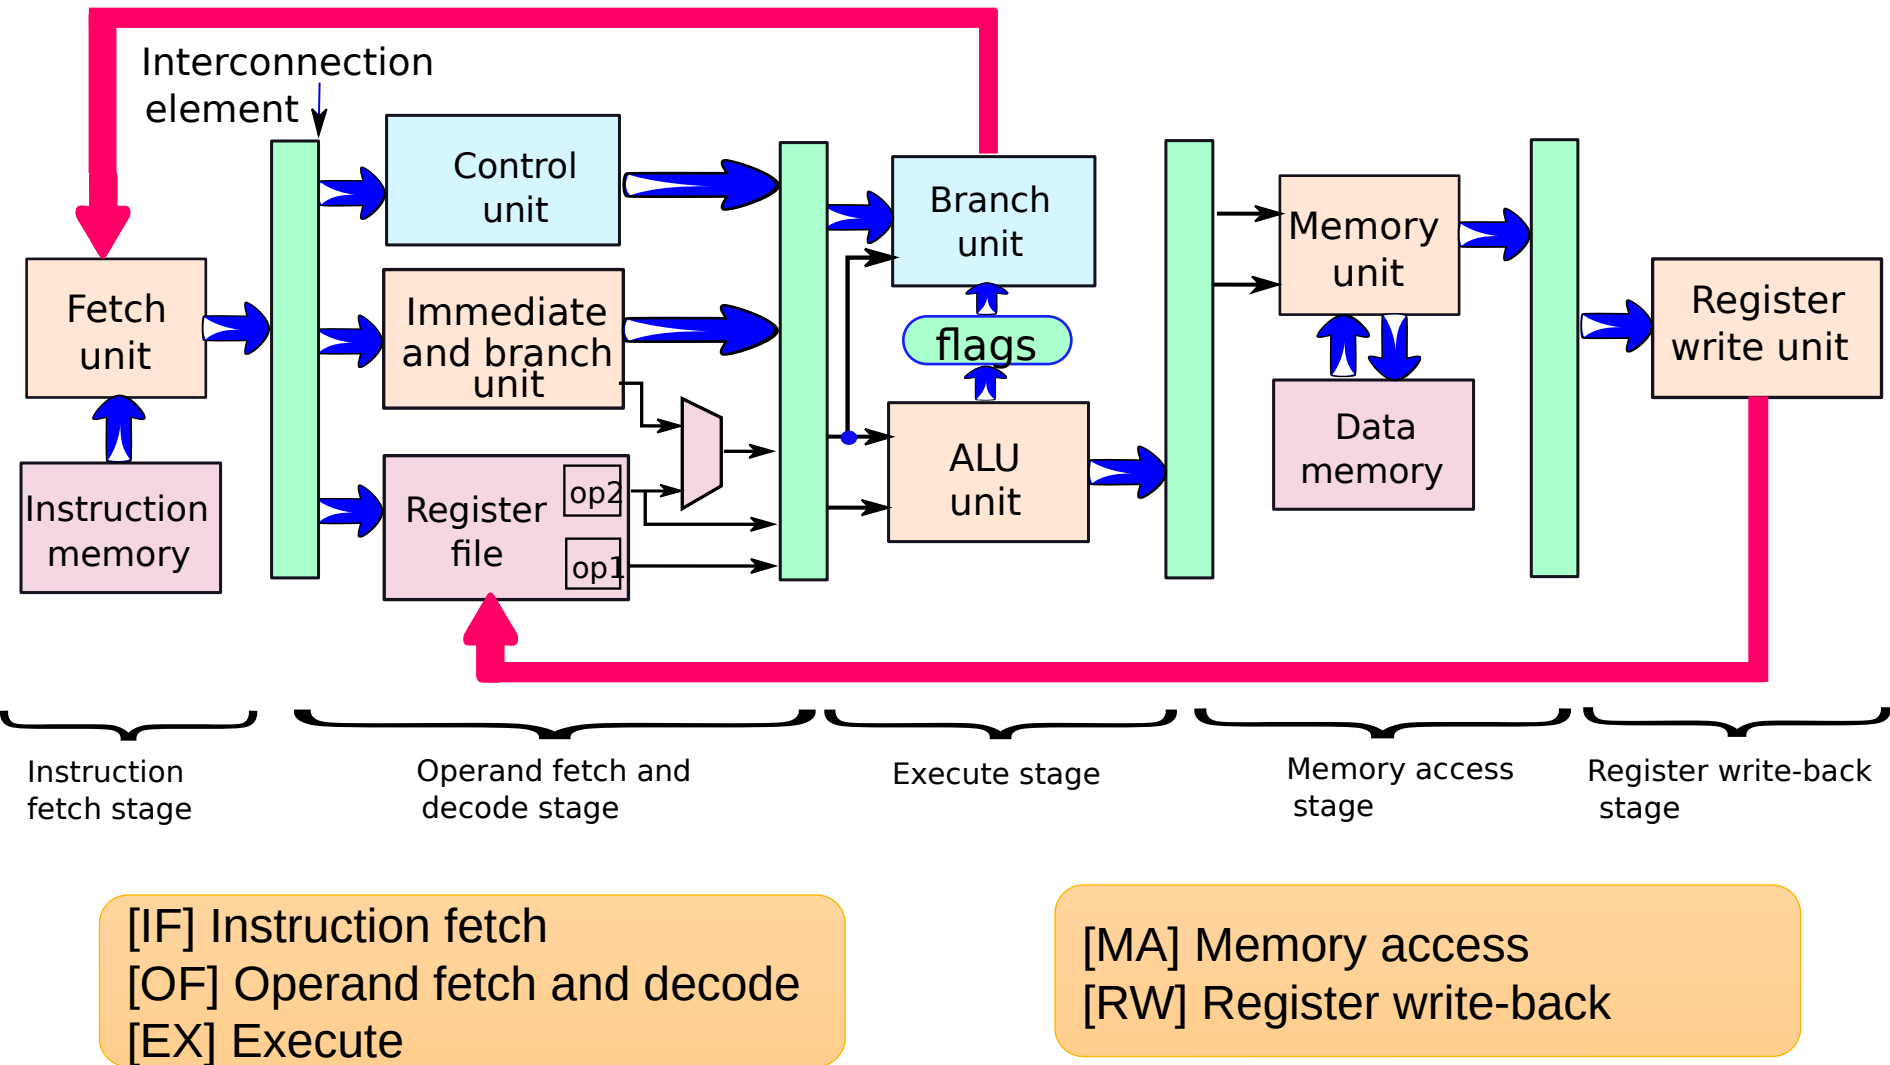 Interconnection
element
Control
unit
Branch
unit
Memory
unit
Fetch
unit
Immediate
and branch
unit
flags
Register
write unit
Data
memory
ALU
unit
Instruction
memory
Register
file
op2
op1
Instruction
fetch stage
Operand fetch and
decode stage
Execute stage
Memory access
stage
Register write-back
stage
[IF] Instruction fetch
[OF] Operand fetch and decode
[EX] Execute
[MA] Memory access
[RW] Register write-back